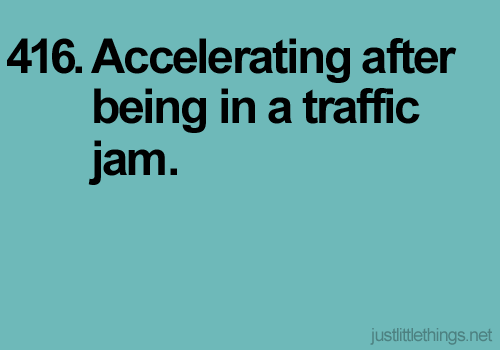 416. Accelerating after
being in a traffic
jam.
justlittlethings.net